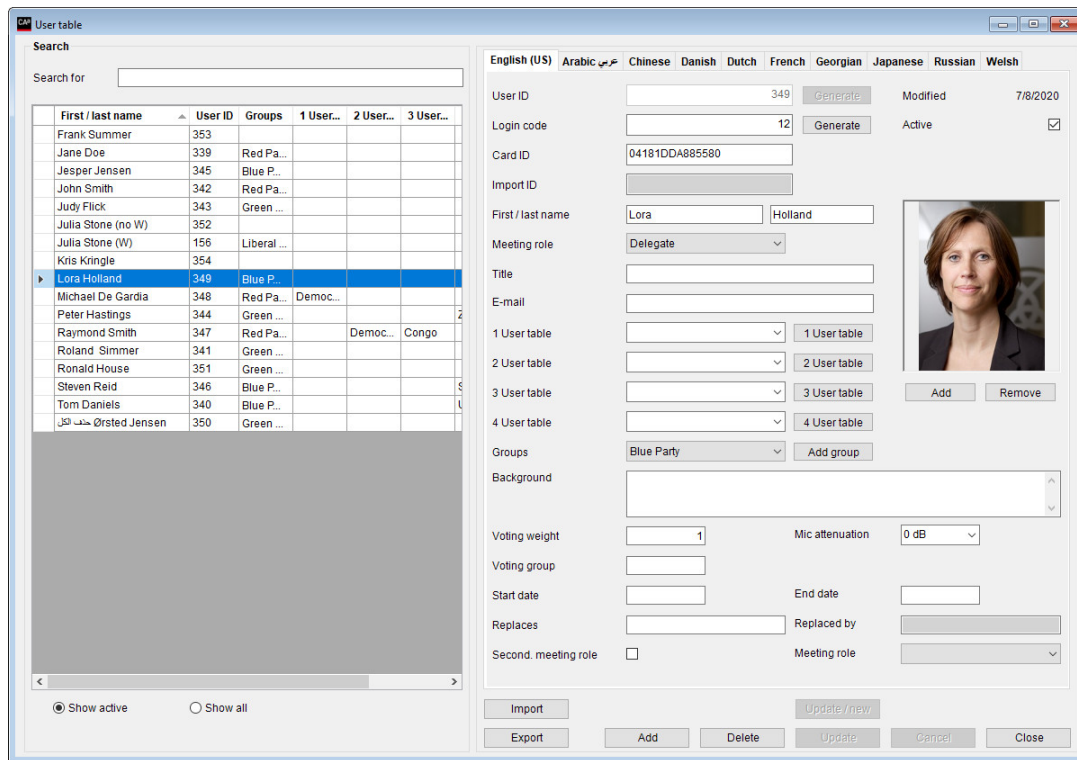 CA User table
Search
Search for
First / last name User ID Groups 1 User... 2 User... 3 User...
Frank Summer 353
Jane Doe 339 Red Pa...
Jesper Jensen 345 Blue P...
John Smith 342 Red Pa...
Judy Flick 343 Green ...
Julia Stone (no W) 352
Julia Stone (W) 156 Liberal ...
Kris Kringle 354
Lora Holland 349 Blue P...
Michael De Gardia 348 Red Pa... Democ...
Peter Hastings 344 Green ... Z
Raymond Smith 347 Red Pa... Democ... Congo
Roland Simmer 341 Green ...
Ronald House 351 Green ...
Steven Reid 346 Blue P... S
Tom Daniels 340 Blue P... U
حذف الكل Ørsted Jensen 350 Green ...
Show active Show all
English (US) Arabic عربي Chinese Danish Dutch French Georgian Japanese Russian Welsh
User ID 349 Generate Modified 7/8/2020
Login code 12 Generate Active
Card ID 04181DDA885580
Import ID
First / last name Lora Holland
Meeting role Delegate
Title
E-mail
1 User table 1 User table
2 User table 2 User table
3 User table 3 User table Add Remove
4 User table 4 User table
Groups Blue Party Add group
Background
Voting weight 1 Mic attenuation 0 dB
Voting group
Start date End date
Replaces Replaced by
Second. meeting role Meeting role
Import Update / new
Export Add Delete Update Cancel Close